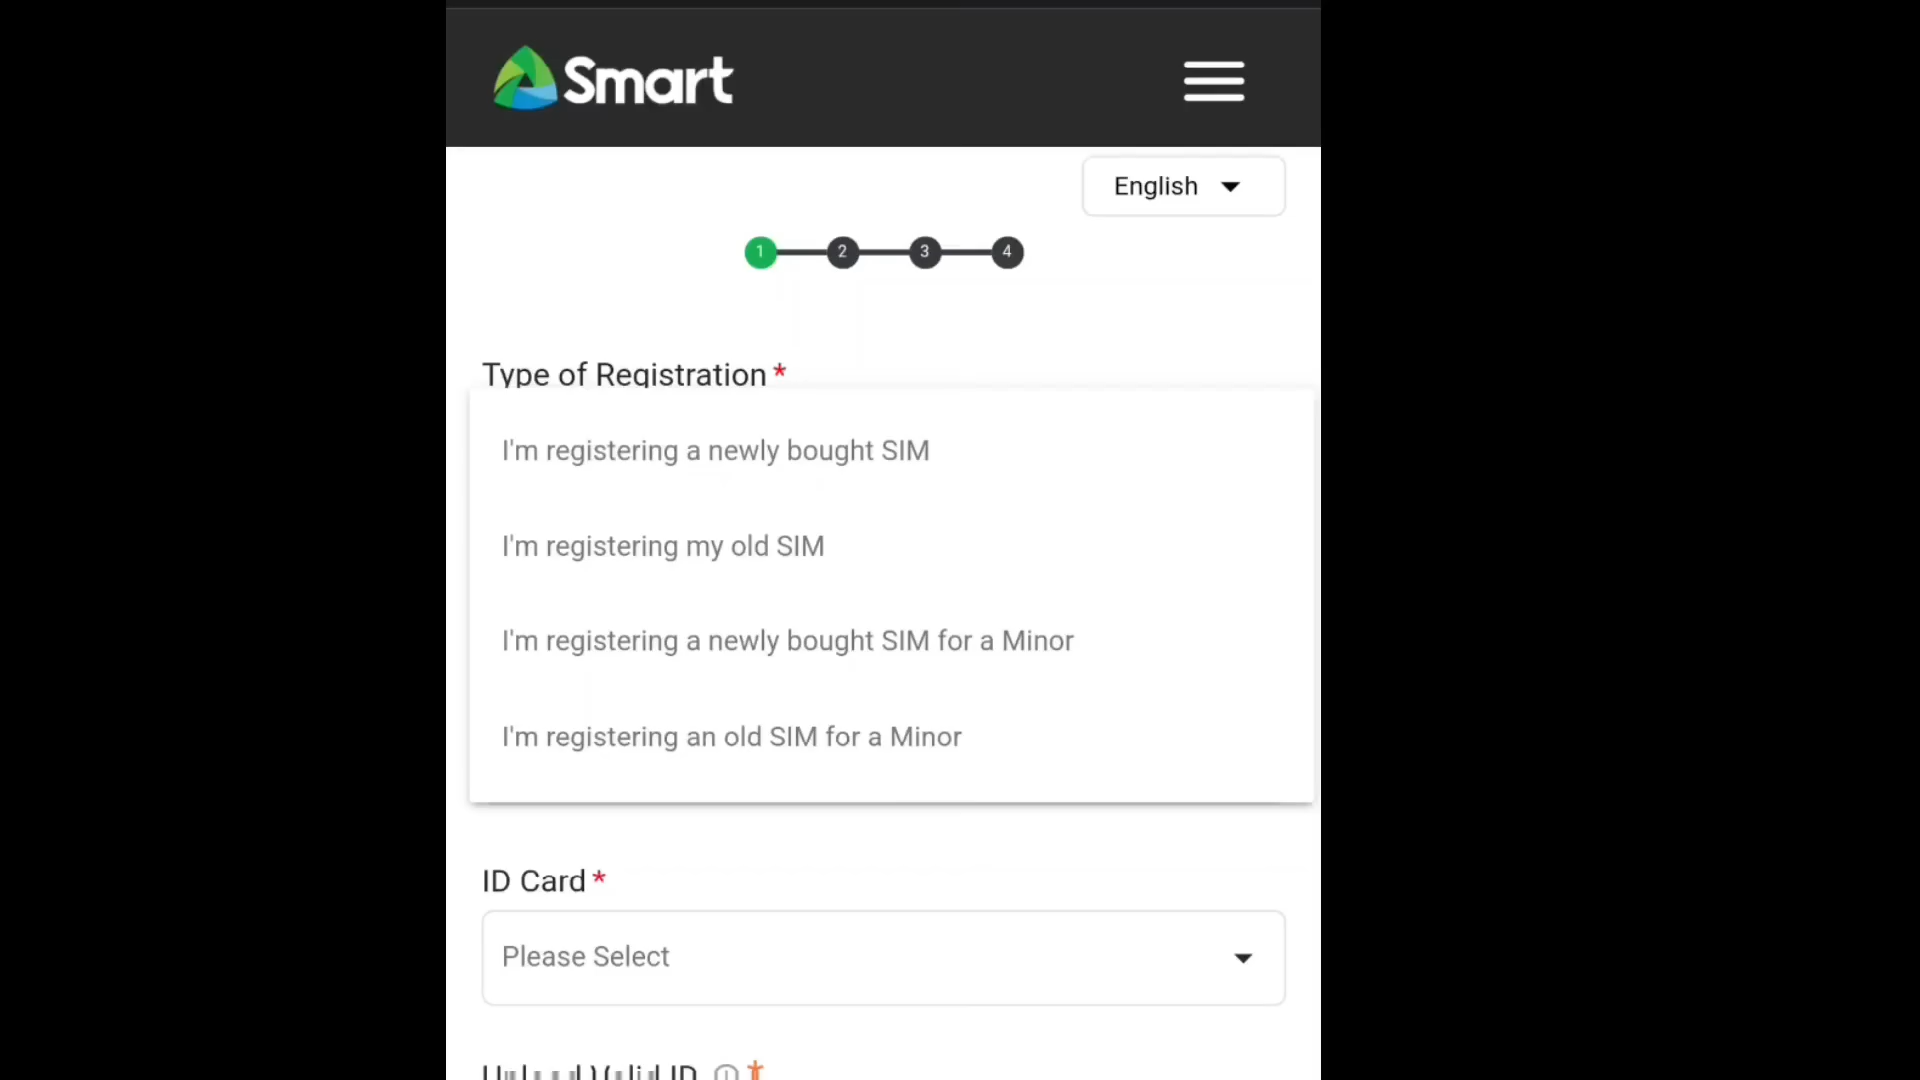 Smart
English
1 2 3 4
Type of Registration *
I'm registering a newly bought SIM
I'm registering my old SIM
I'm registering a newly bought SIM for a Minor
I'm registering an old SIM for a Minor
ID Card *
Please Select